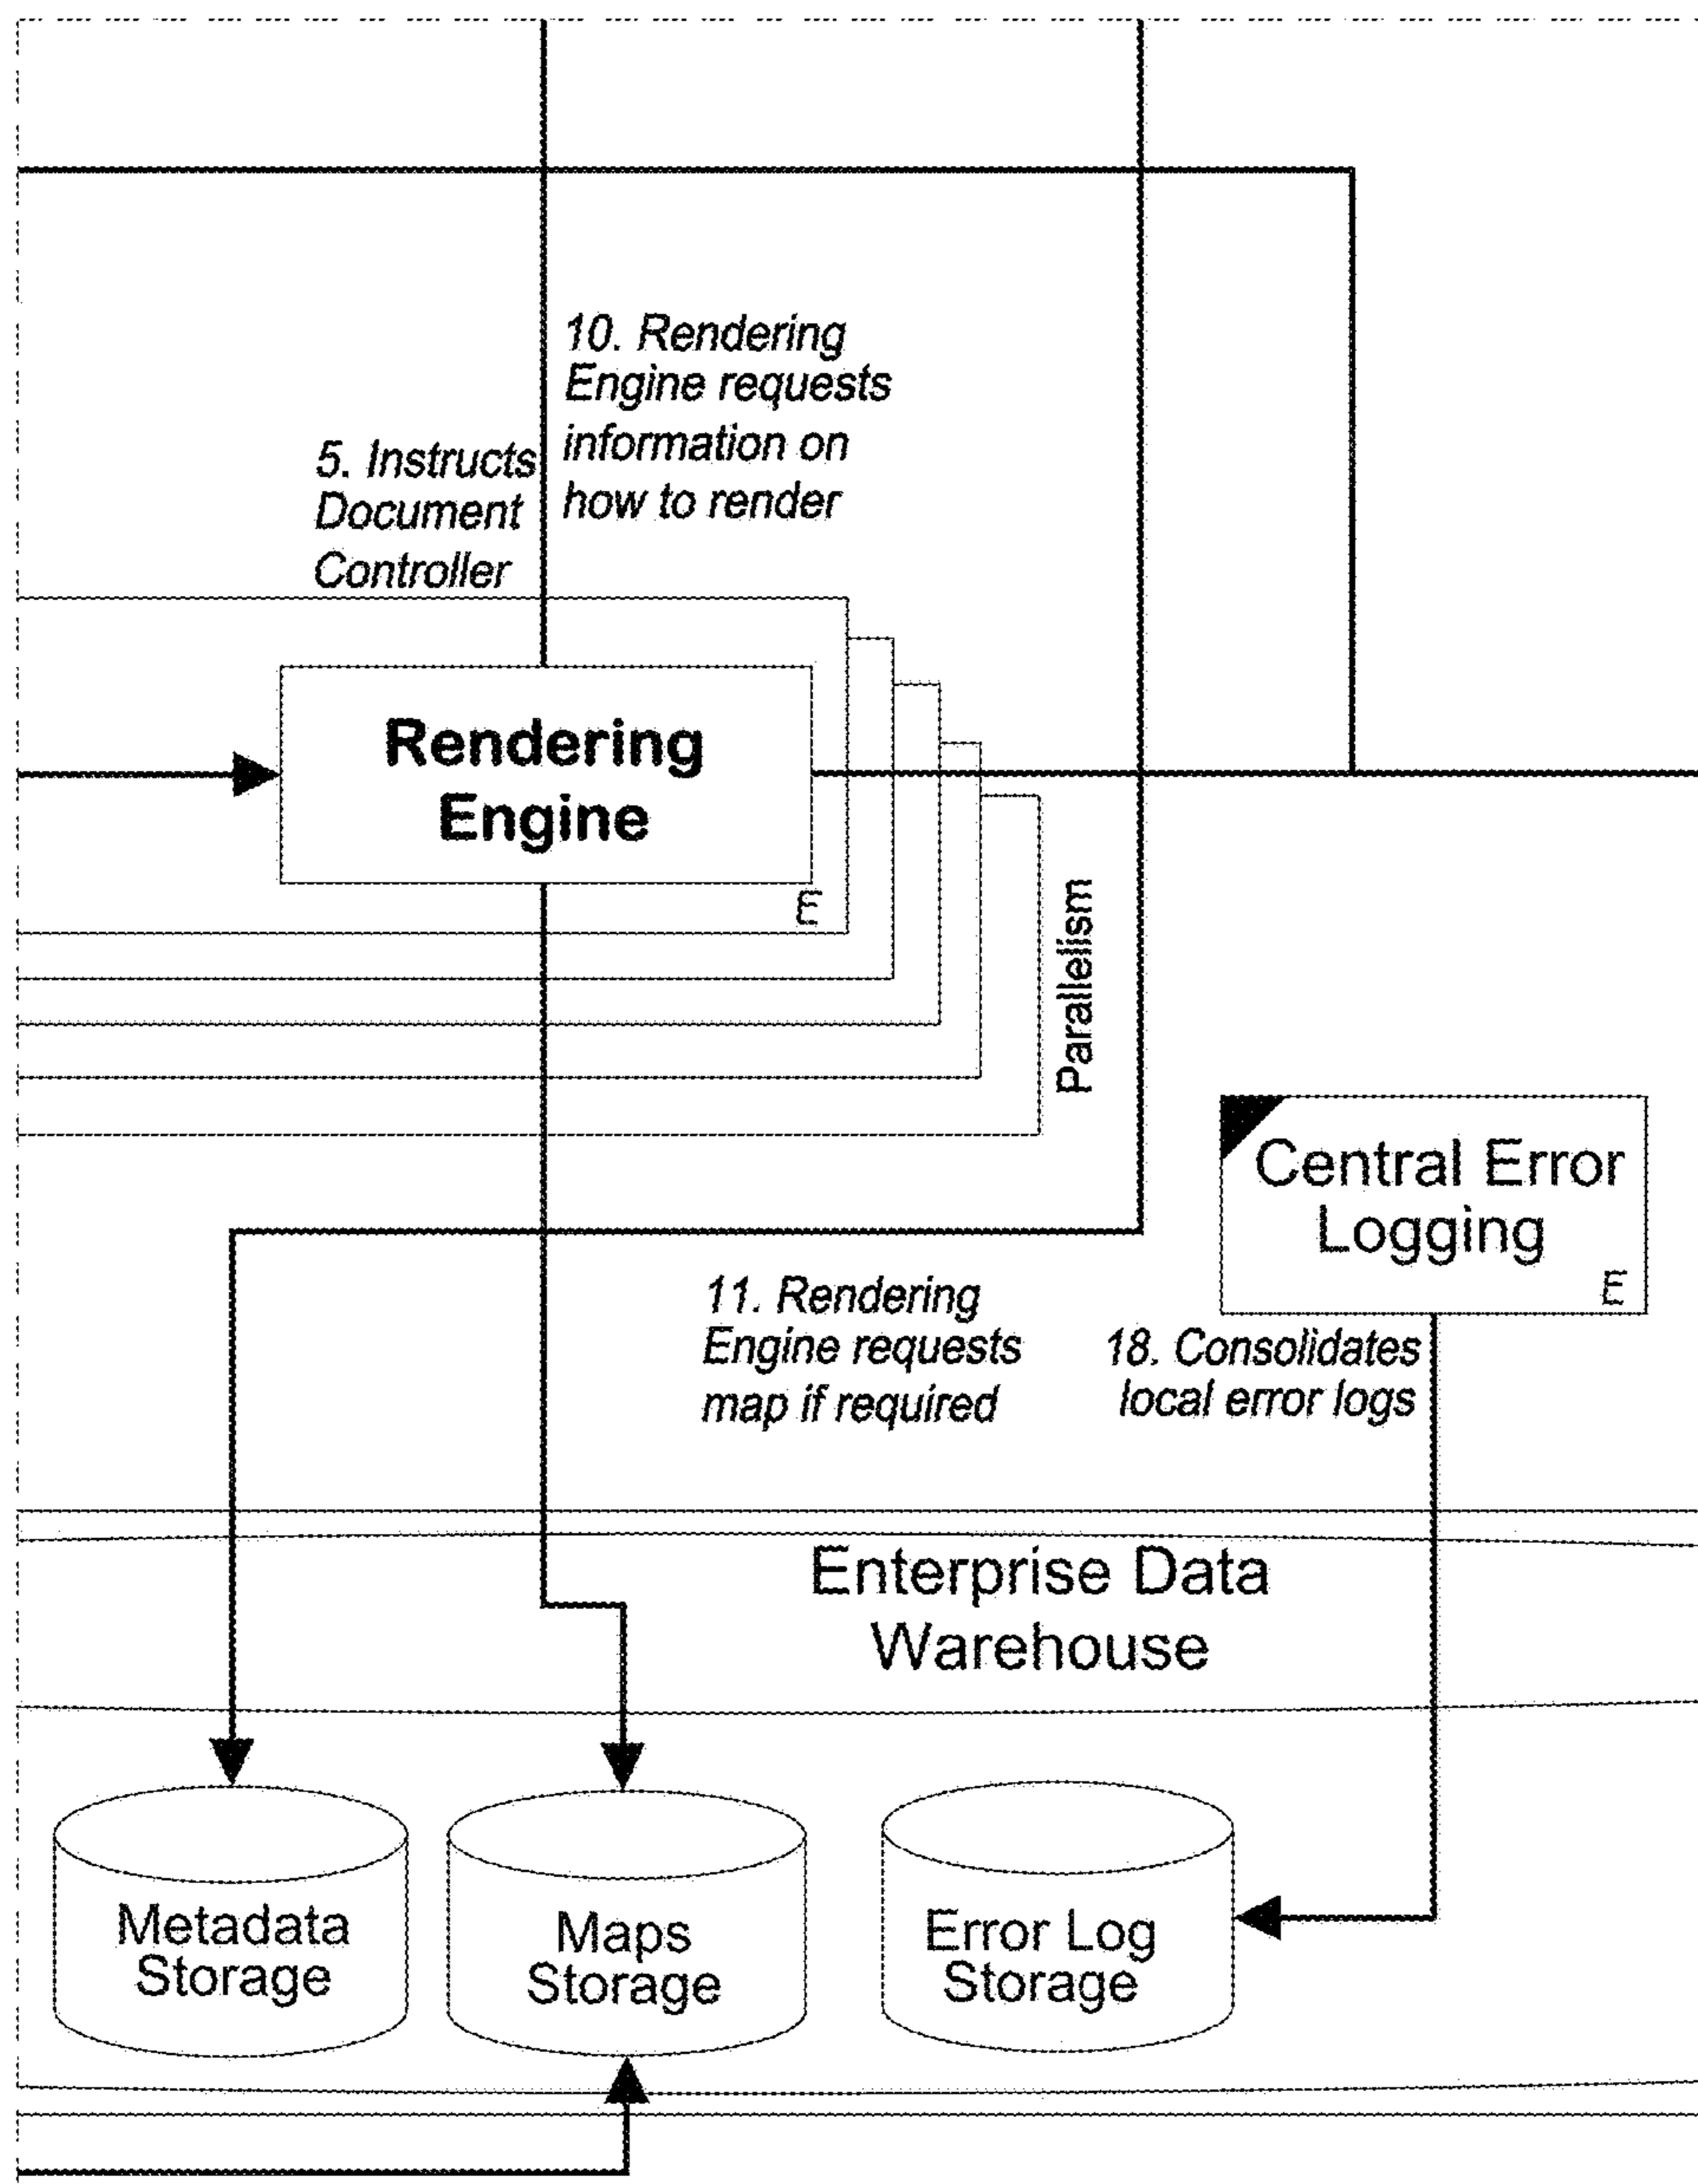 10. Rendering
Engine requests
information on
how to render
5. Instructs
Document
Controller
Rendering
Engine
E
Parallelism
Central Error
Logging
E
11. Rendering
Engine requests
map if required
18. Consolidates
local error logs
Enterprise Data
Warehouse
Metadata
Storage
Maps
Storage
Error Log
Storage